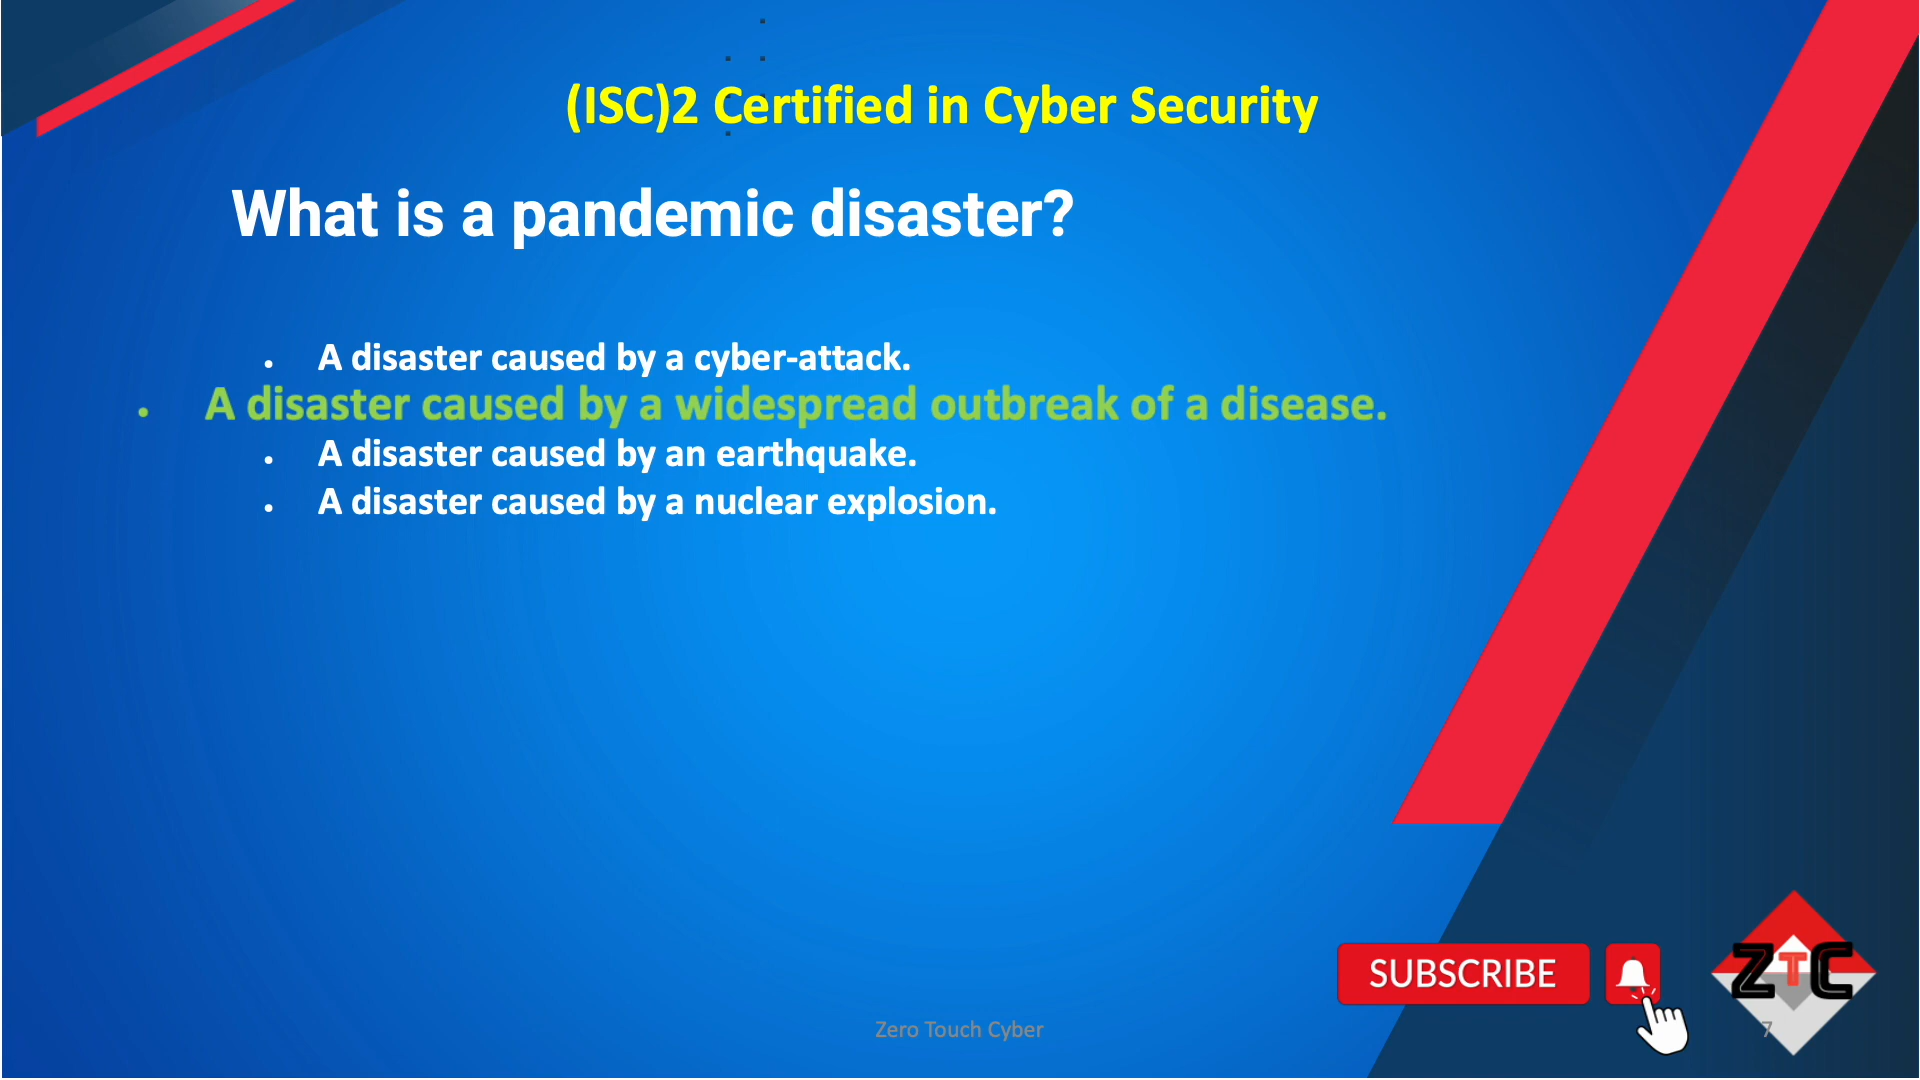 (ISC)2 Certified in Cyber Security
What is a pandemic disaster?
• A disaster caused by a cyber-attack.
• A disaster caused by a widespread outbreak of a disease.
• A disaster caused by an earthquake.
• A disaster caused by a nuclear explosion.
SUBSCRIBE
ZTC
Zero Touch Cyber
7